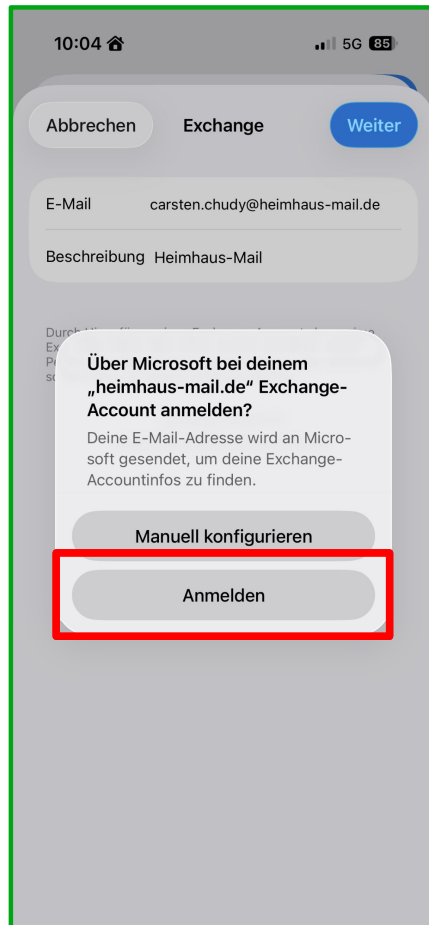 10:04 5G 85
Abbrechen Exchange Weiter
E-Mail carsten.chudy@heimhaus-mail.de
Beschreibung Heimhaus-Mail
Über Microsoft bei deinem
„heimhaus-mail.de“ Exchange-
Account anmelden?
Deine E-Mail-Adresse wird an Micro-
soft gesendet, um deine Exchange-
Accountinfos zu finden.
Manuell konfigurieren
Anmelden